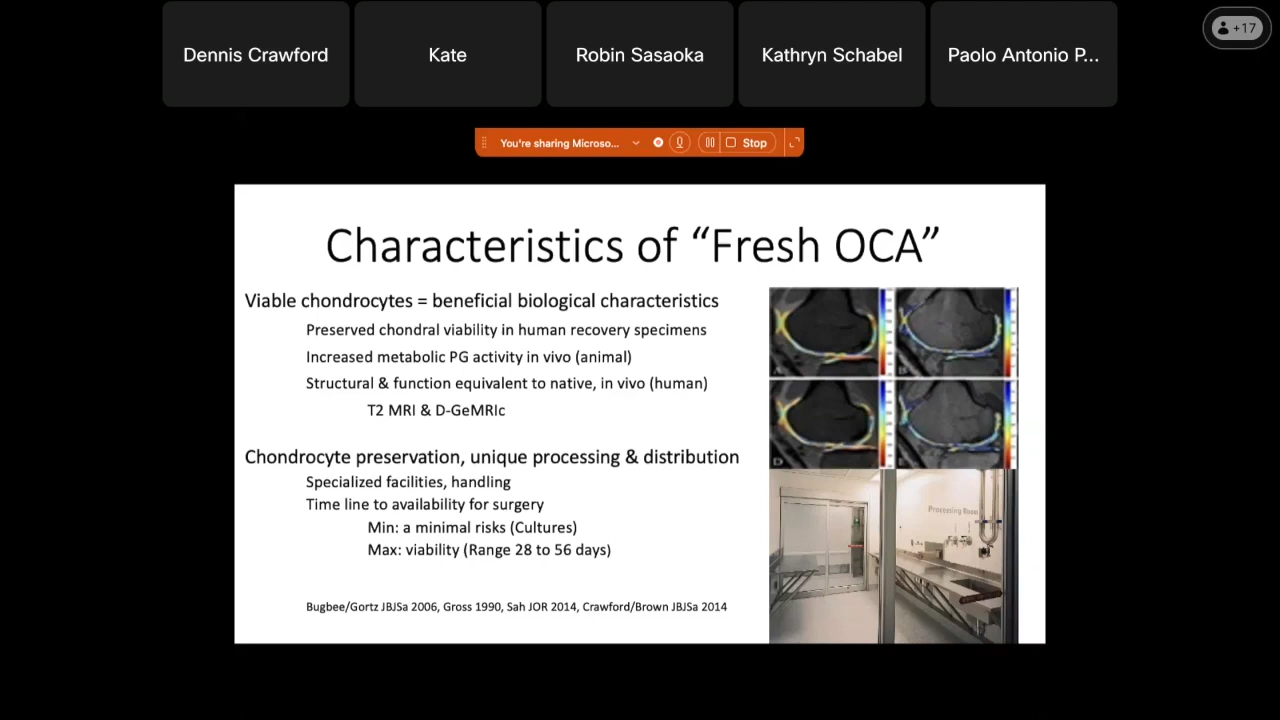 Dennis Crawford
Kate
Robin Sasaoka
Kathryn Schabel
Paolo Antonio P...
+17
You're sharing Microso...
Stop
Characteristics of “Fresh OCA”
Viable chondrocytes = beneficial biological characteristics
Preserved chondral viability in human recovery specimens
Increased metabolic PG activity in vivo (animal)
Structural & function equivalent to native, in vivo (human)
T2 MRI & D-GeMRIc
Chondrocyte preservation, unique processing & distribution
Specialized facilities, handling
Time line to availability for surgery
Min: a minimal risks (Cultures)
Max: viability (Range 28 to 56 days)
Bugbee/Gortz JBJSa 2006, Gross 1990, Sah JOR 2014, Crawford/Brown JBJSa 2014
Processing Room